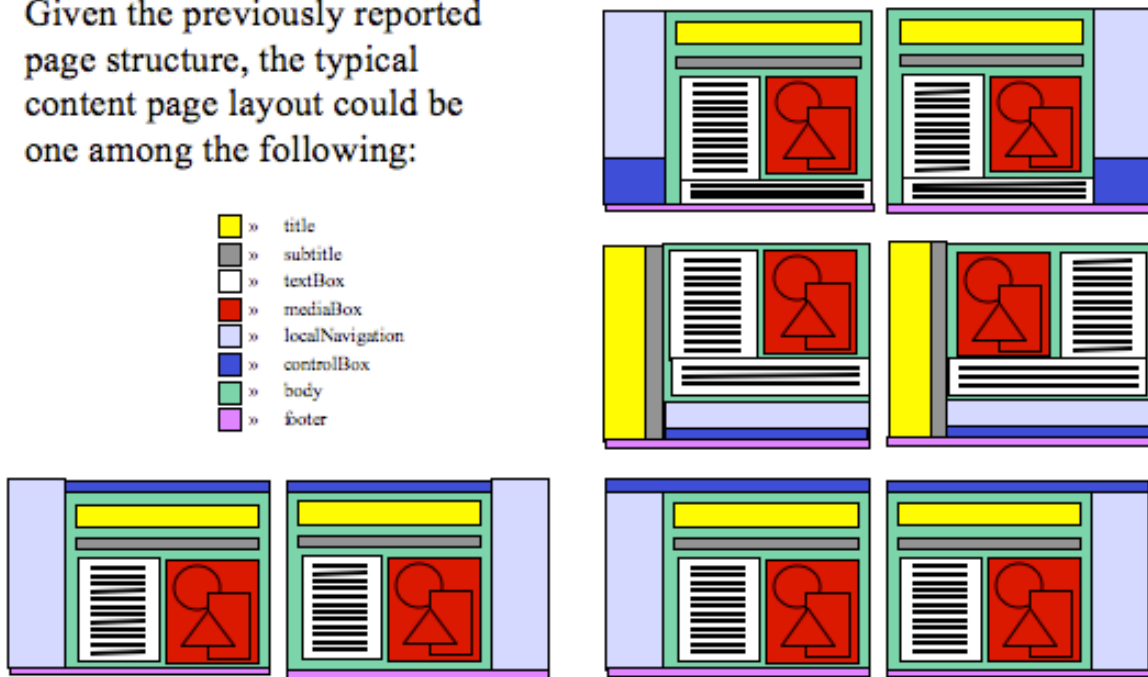 Given the previously reported
page structure, the typical
content page layout could be
one among the following:
» title
» subtitle
» textBox
» mediaBox
» localNavigation
» controlBox
» body
» footer